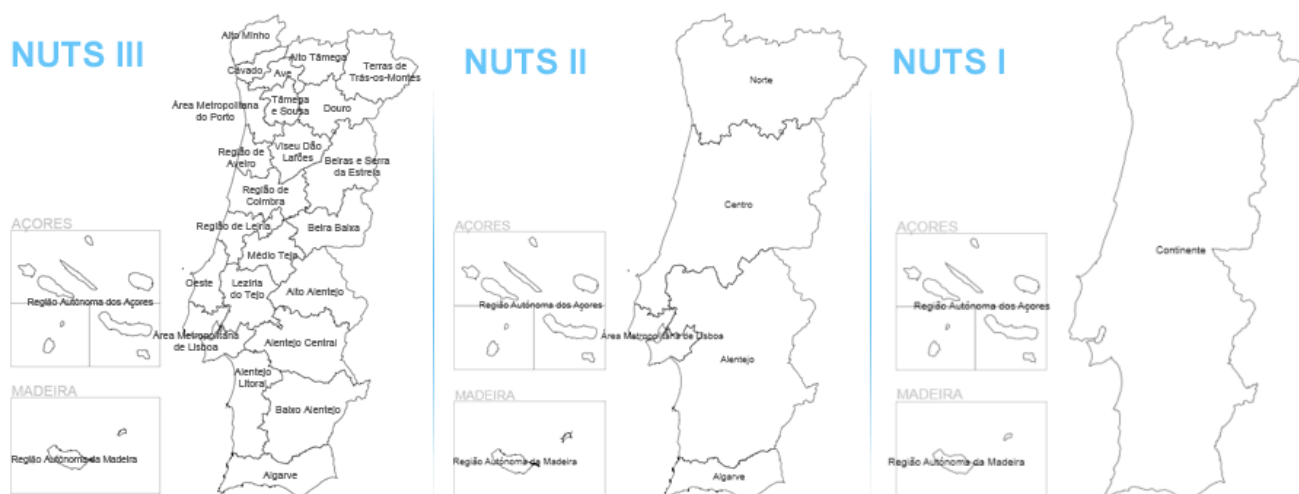 NUTS III
Alto Minho
Alto Tâmega
Terras de
Trás-os-Montes
Cávado
Ave
Área Metropolitana
do Porto
Tâmega
e Sousa
Douro
Região de
Aveiro
Viseu Dão
Lafões
Beiras e Serra
da Estrela
Região de
Coimbra
Região de Leiria
Beira Baixa
Médio Tejo
Oeste
Lezíria
do Tejo
Alto Alentejo
Área Metropolitana
de Lisboa
Alentejo Central
Alentejo
Litoral
Baixo Alentejo
Algarve
AÇORES
Região Autónoma dos Açores
MADEIRA
Região Autónoma da Madeira
NUTS II
Norte
Centro
Área Metropolitana de Lisboa
Alentejo
Algarve
AÇORES
Região Autónoma dos Açores
MADEIRA
Região Autónoma da Madeira
NUTS I
Continente
AÇORES
Região Autónoma dos Açores
MADEIRA
Região Autónoma da Madeira